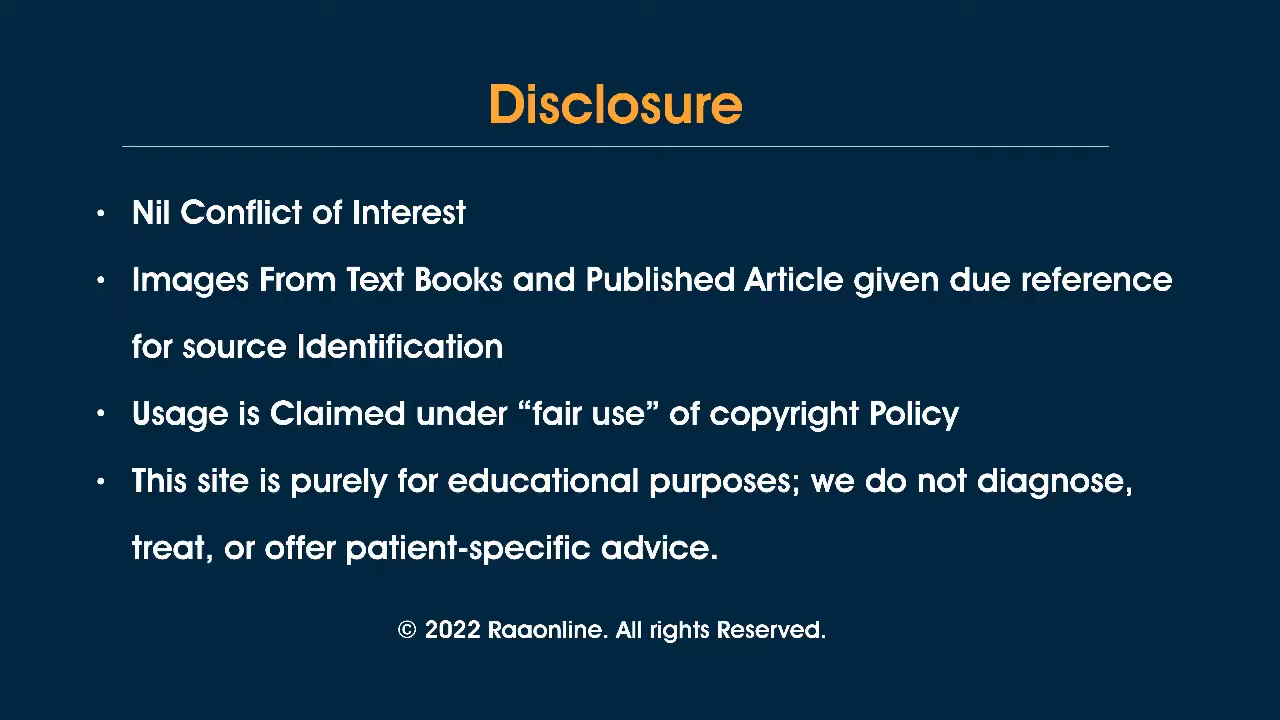 Disclosure
• Nil Conflict of Interest
• Images From Text Books and Published Article given due reference
for source Identification
• Usage is Claimed under “fair use” of copyright Policy
• This site is purely for educational purposes; we do not diagnose,
treat, or offer patient-specific advice.
© 2022 Raaonline. All rights Reserved.